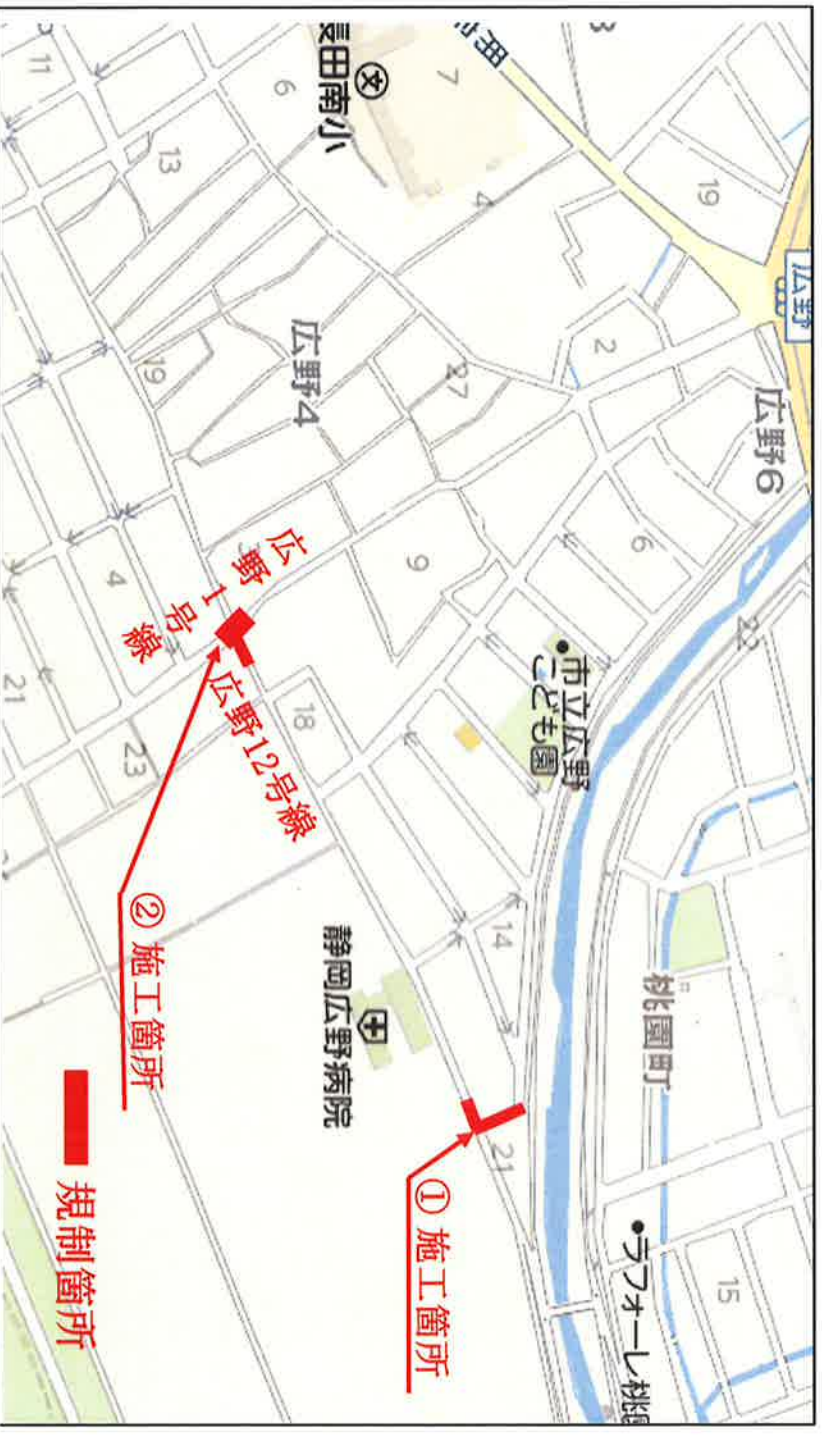 広野
19
3
7
長田南小
6
11
13
4
2
広野6
27
広野4
19
6
9
22
3
広野1号線
4
21
23
18
広野12号線
市立広野
こども園
14
桃園町
静岡広野病院
② 施工箇所
21
① 施工箇所
15
ラフォーレ桃園
規制箇所